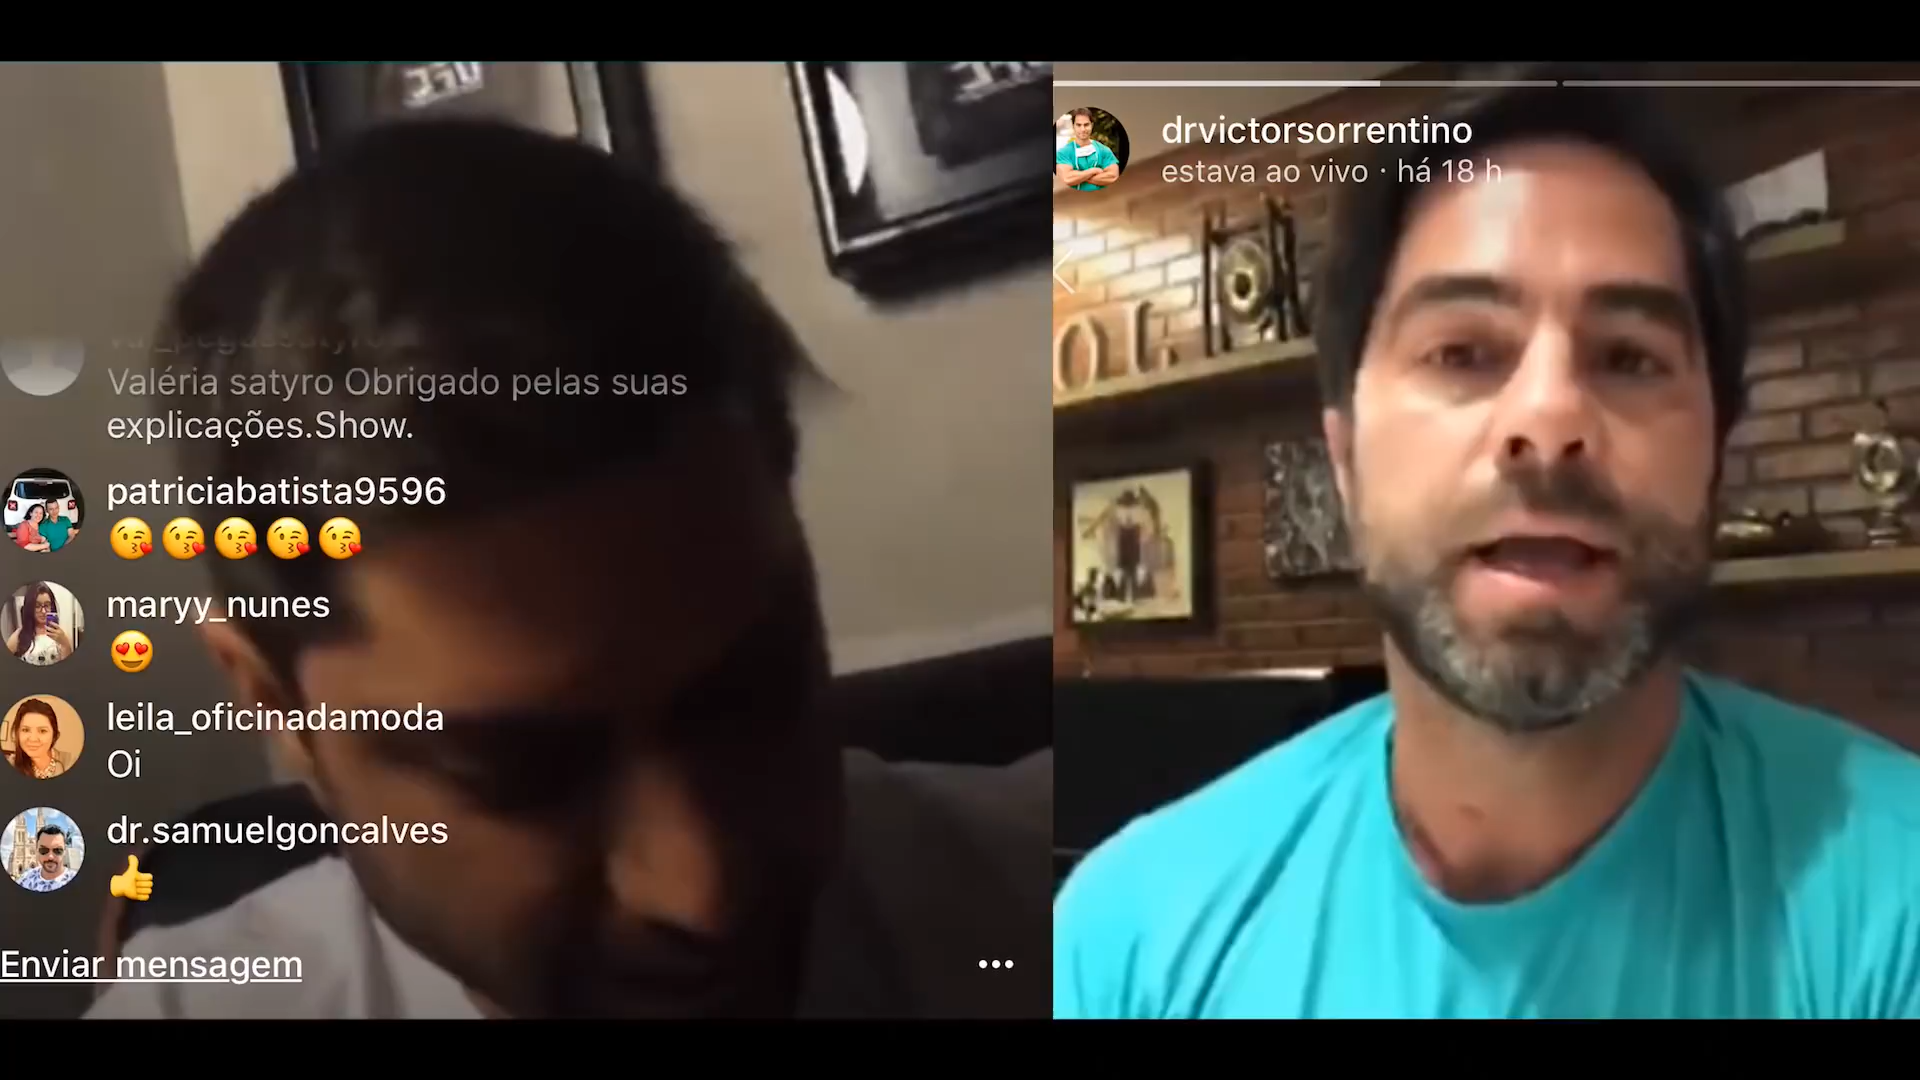 Valéria satyro Obrigado pelas suas
explicações.Show.
patriciabatista9596
😘😘😘😘😘
maryy_nunes
😍
leila_oficinadamoda
Oi
dr.samuelgoncalves
👍
Enviar mensagem
drvictorsorrentino
estava ao vivo · há 18 h